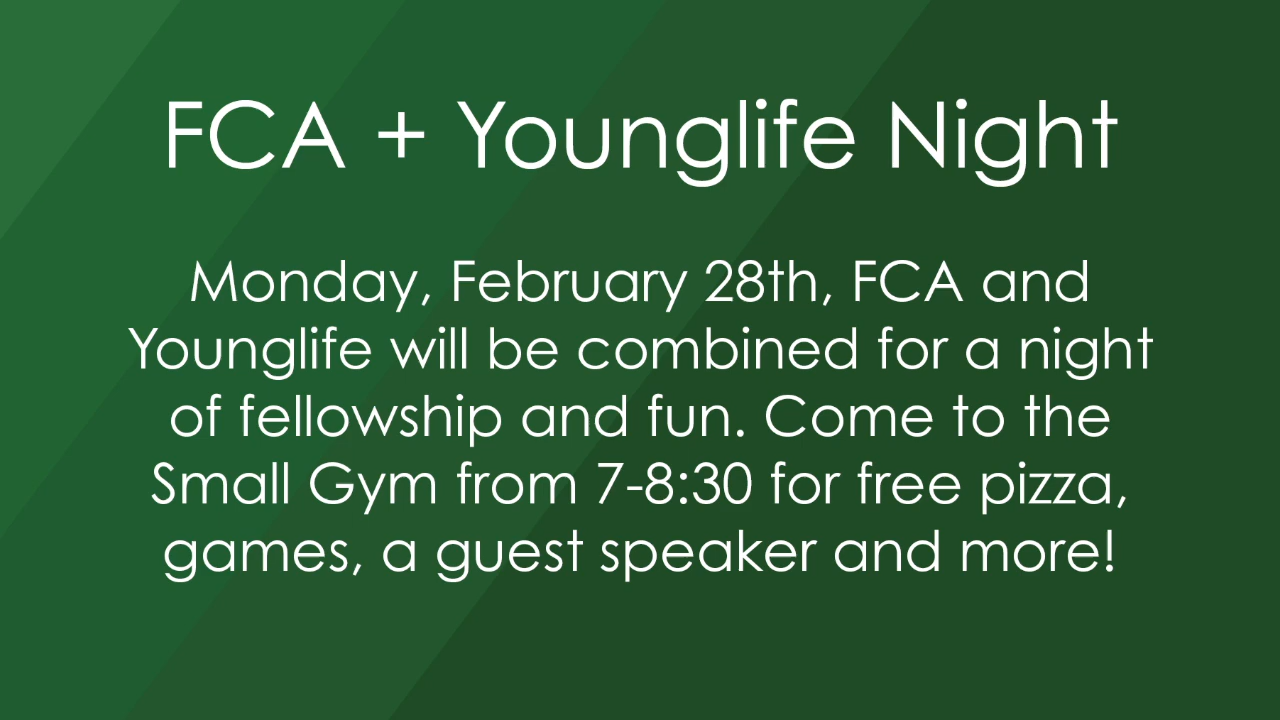 FCA + Younglife Night
Monday, February 28th, FCA and
Younglife will be combined for a night
of fellowship and fun. Come to the
Small Gym from 7-8:30 for free pizza,
games, a guest speaker and more!